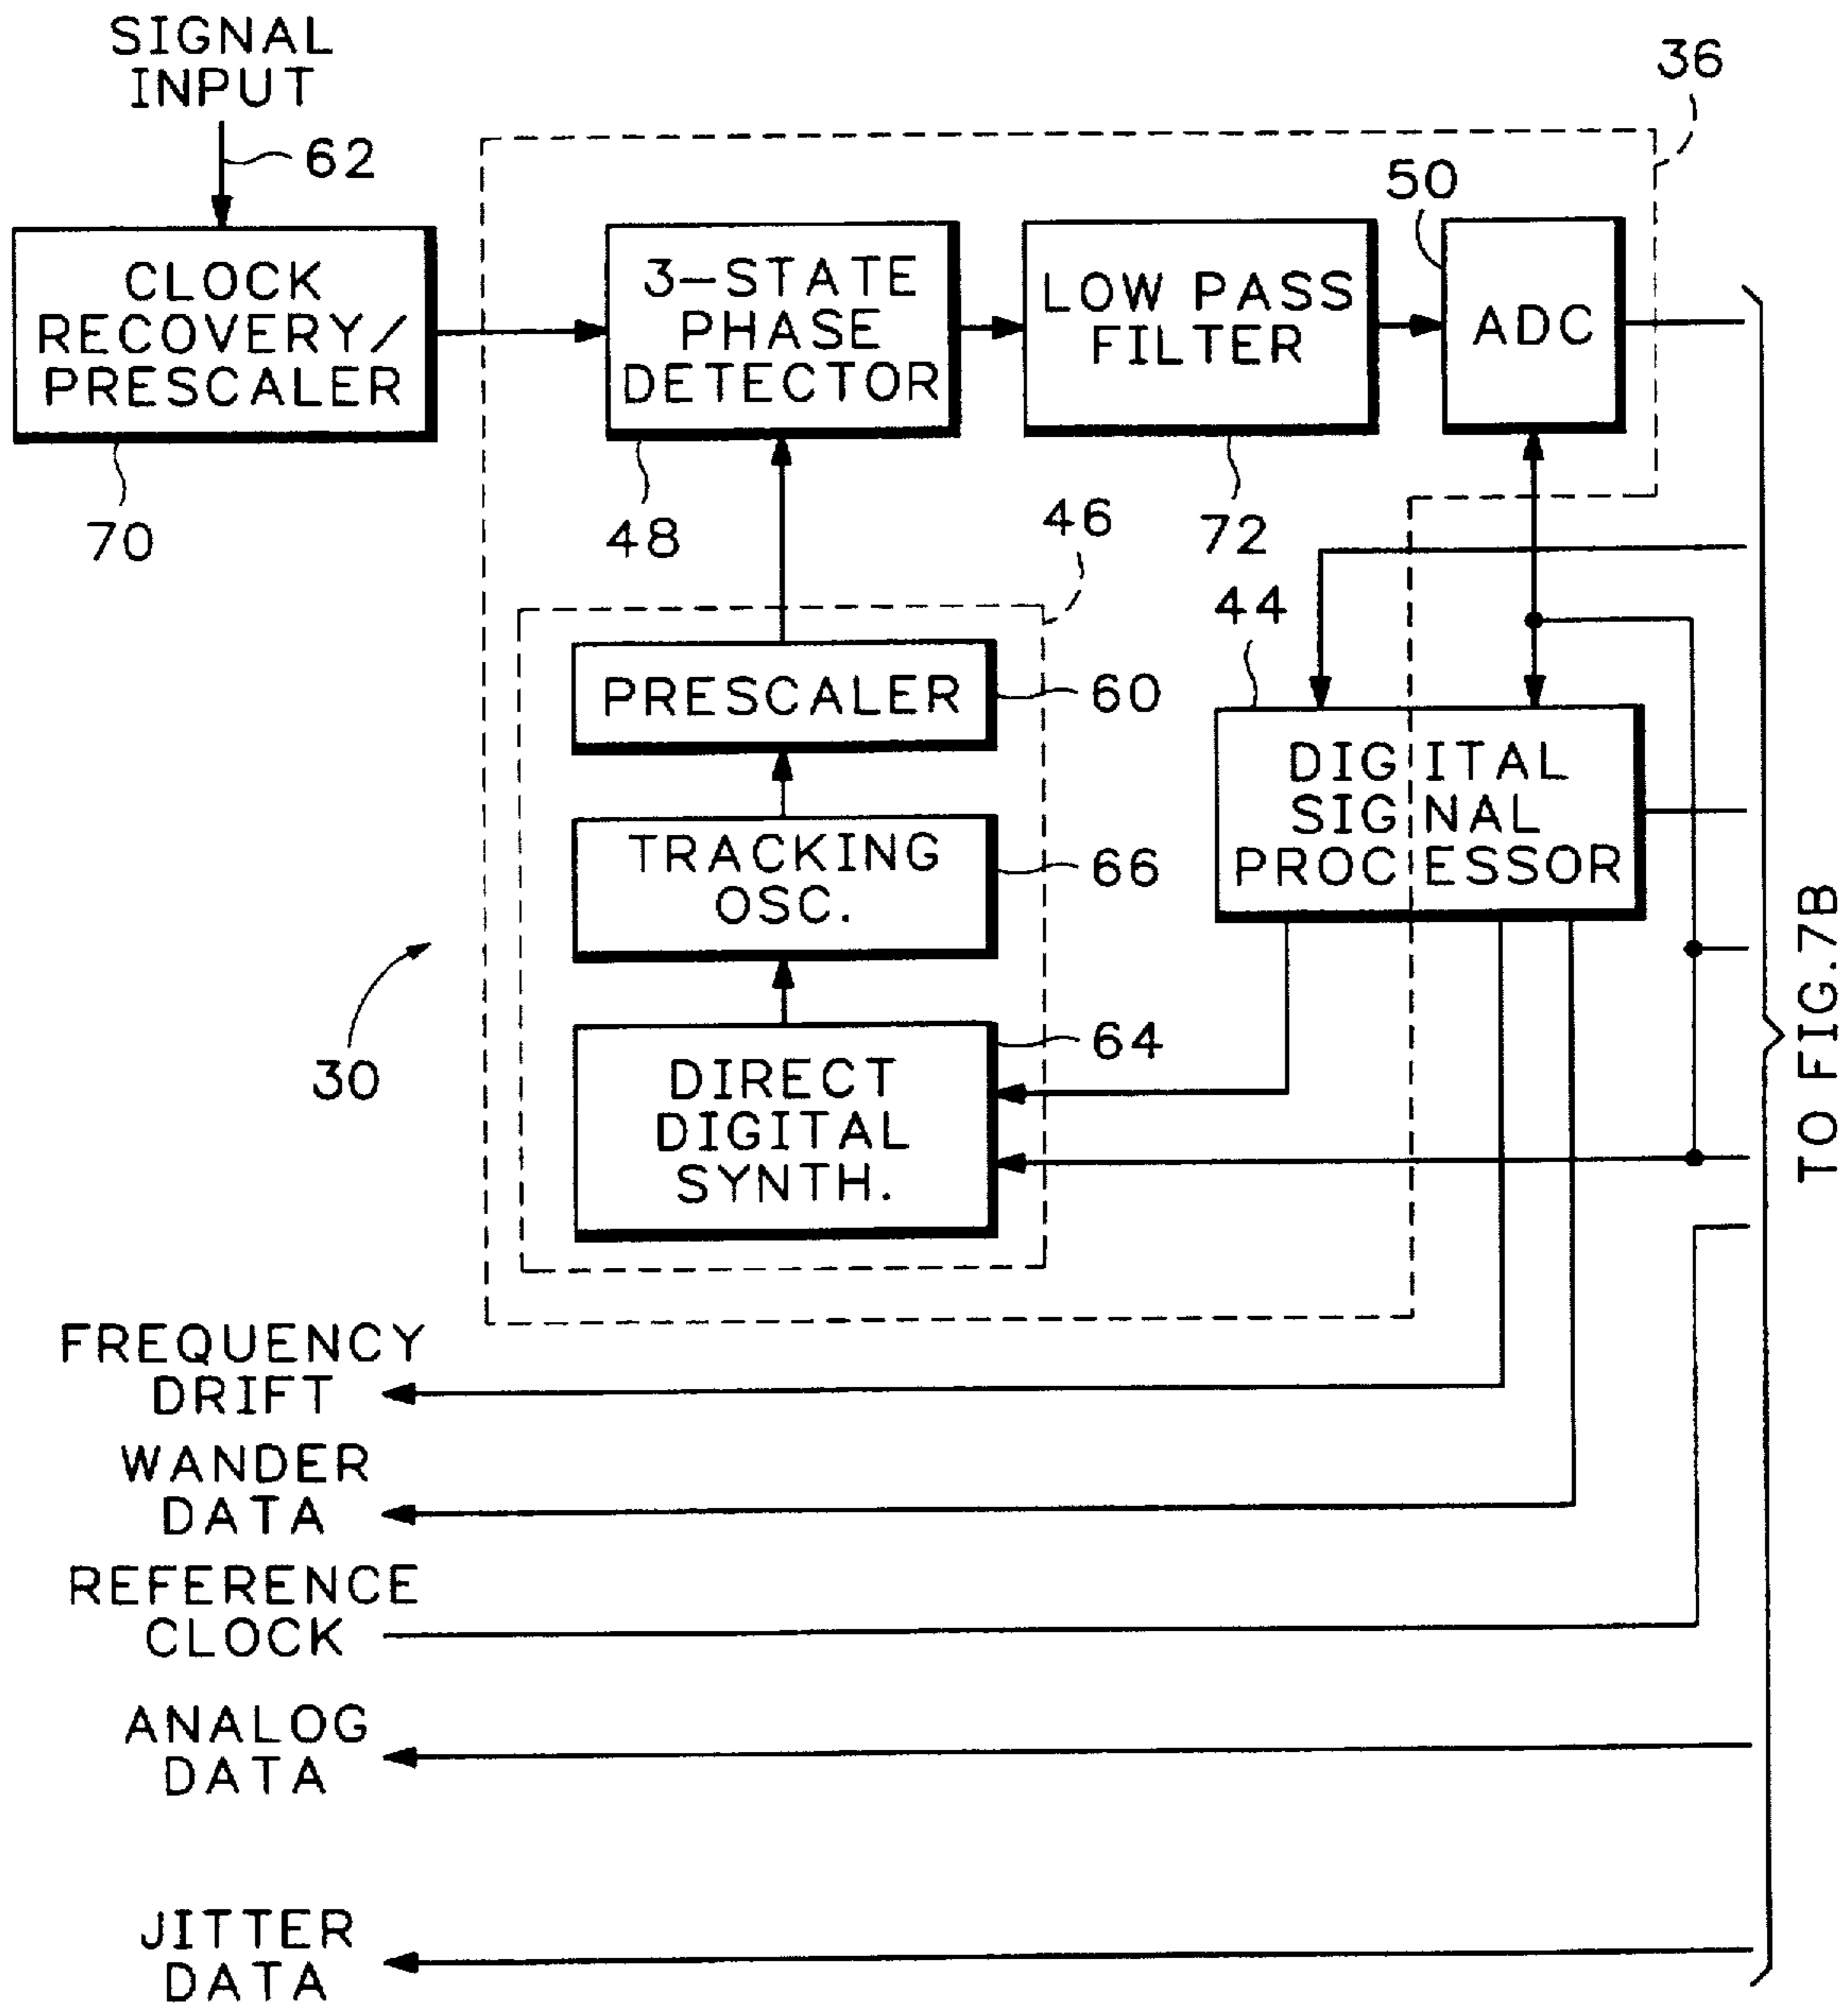 SIGNAL
INPUT
62
36
50
CLOCK
RECOVERY/
PRESCALER
3-STATE
PHASE
DETECTOR
LOW PASS
FILTER
ADC
70
48
72
46
44
PRESCALER
60
DIGITAL
SIGNAL
PROCESSOR
TRACKING
OSC.
66
30
DIRECT
DIGITAL
SYNTH.
64
TO FIG.7B
FREQUENCY
DRIFT
WANDER
DATA
REFERENCE
CLOCK
ANALOG
DATA
JITTER
DATA